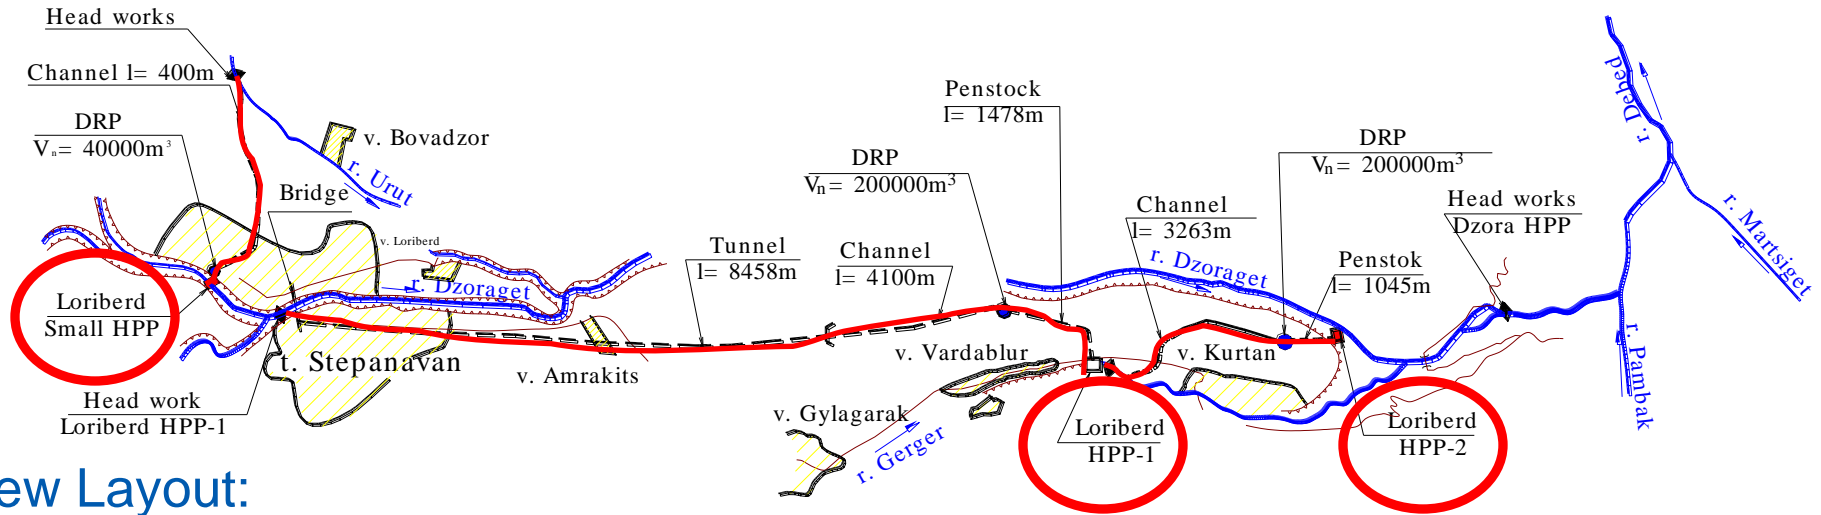 Head works
Channel l= 400m
DRP
Vₙ= 40000m³
v. Bovadzor
r. Urut
Bridge
v. Loriberd
r. Dzoraget
Loriberd
Small HPP
t. Stepanavan
Head work
Loriberd HPP-1
v. Amrakits
Tunnel
l= 8458m
Channel
l= 4100m
DRP
Vₙ= 200000m³
Penstock
l= 1478m
Channel
l= 3263m
r. Dzoraget
DRP
Vₙ= 200000m³
Penstok
l= 1045m
Head works
Dzora HPP
r. Debed
r. Martsiget
r. Pambak
v. Vardablur
v. Kurtan
v. Gylagarak
r. Gerger
Loriberd
HPP-1
Loriberd
HPP-2
ew Layout: